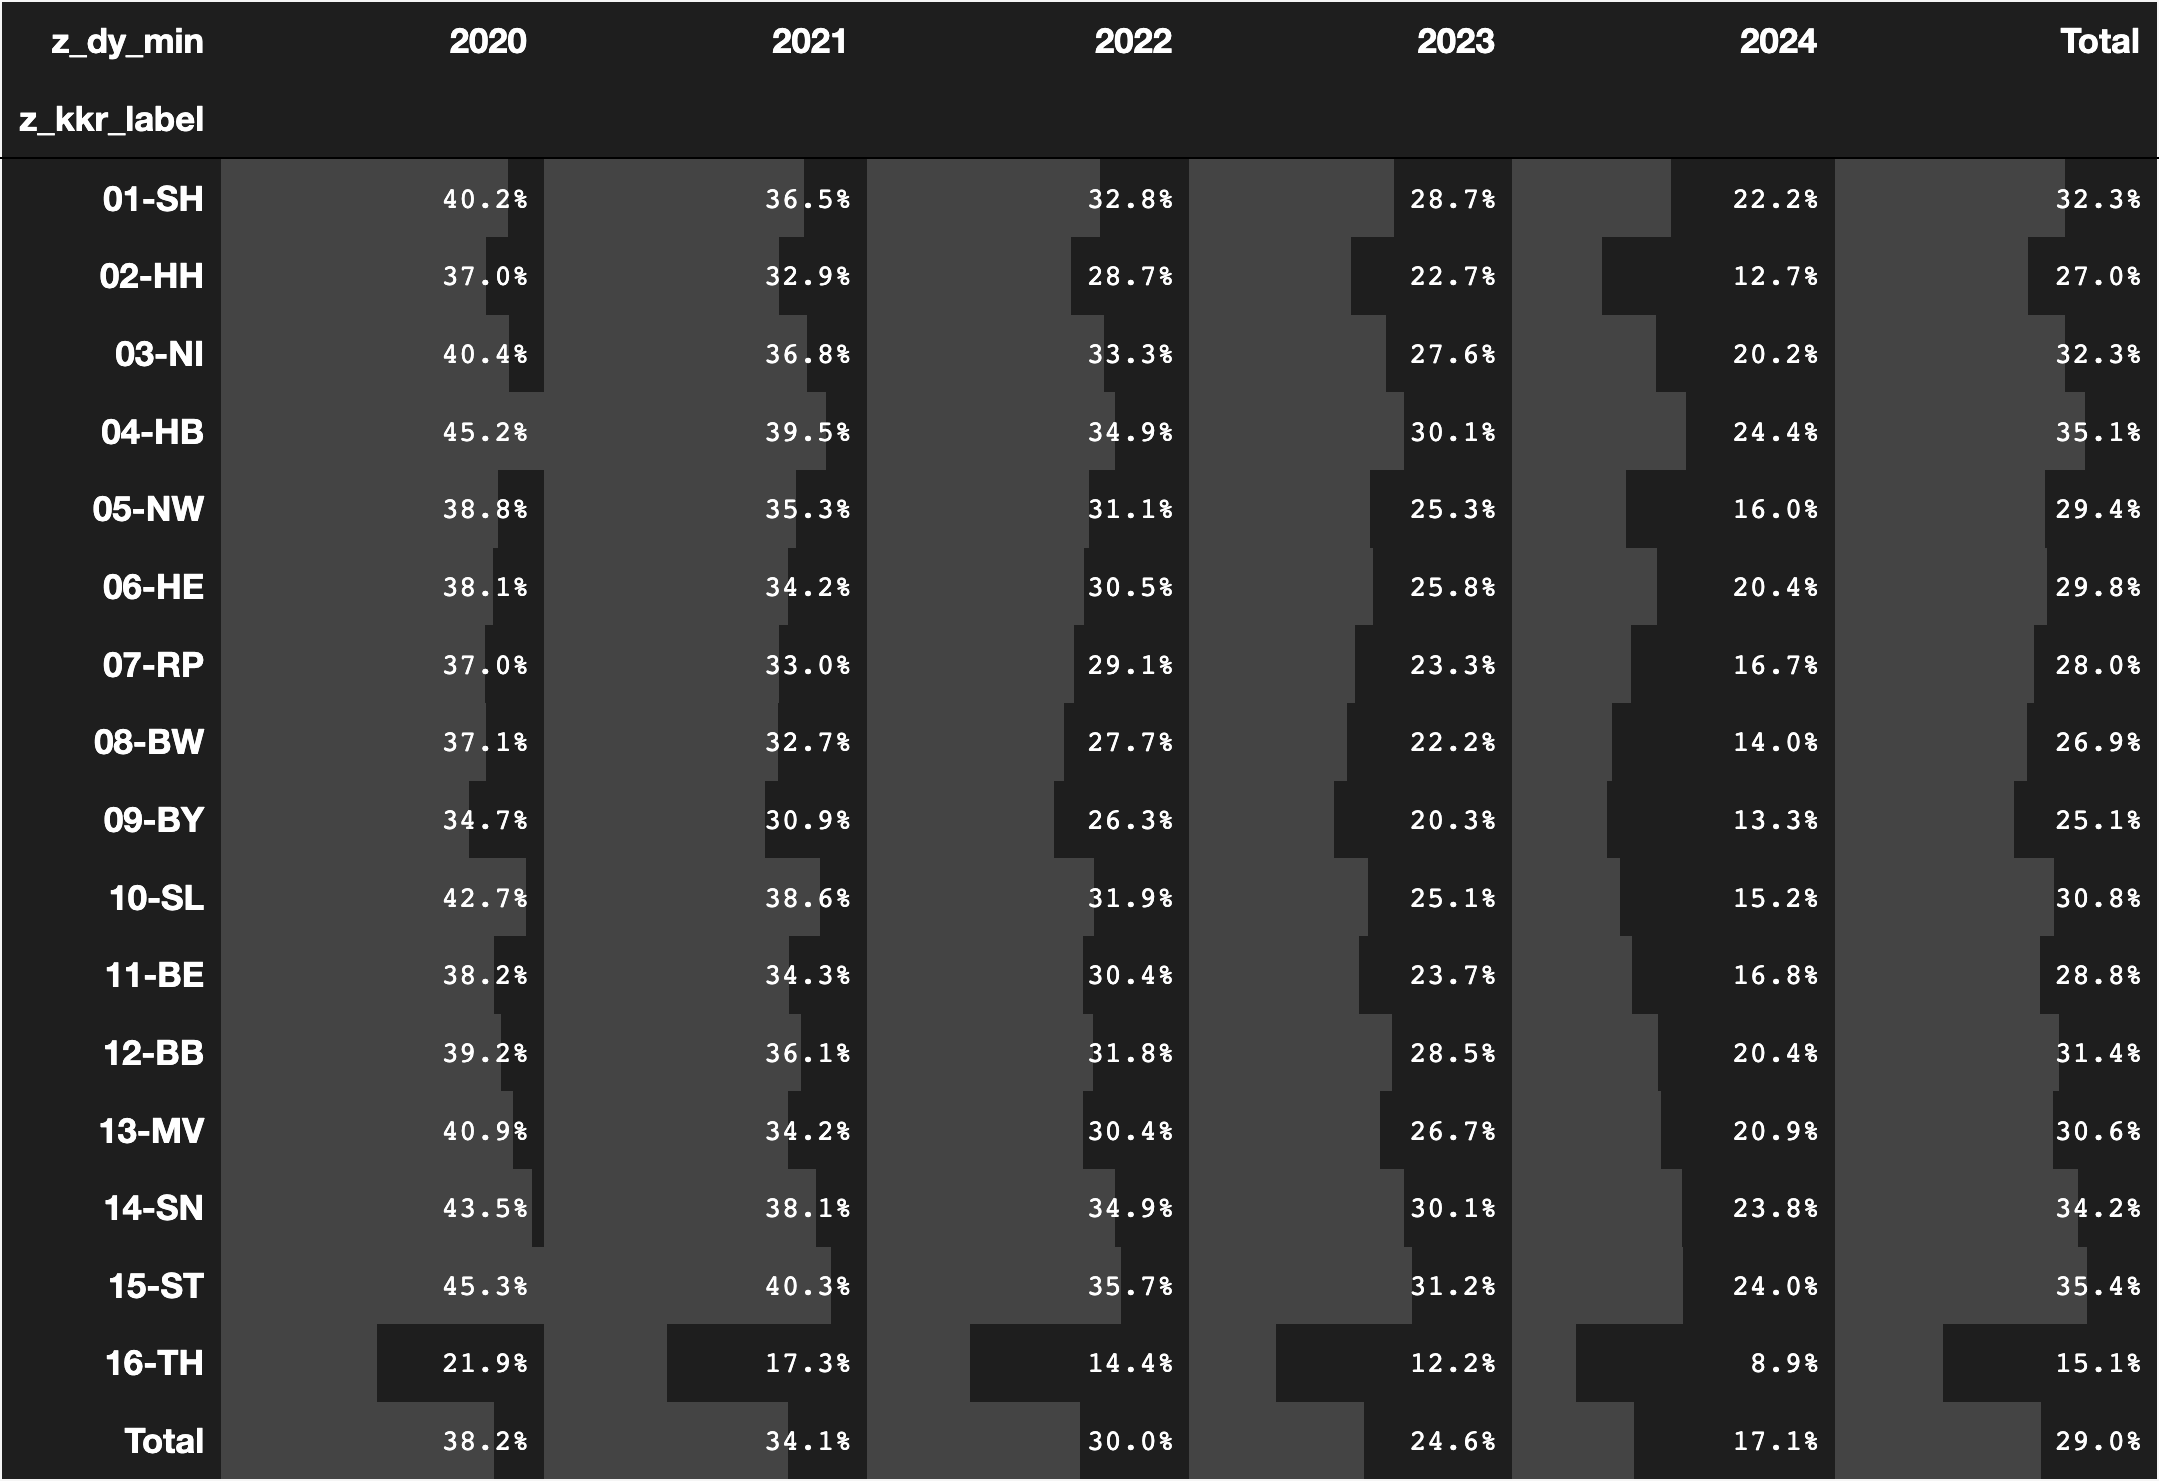 z_dy_min 2020 2021 2022 2023 2024 Total
z_kkr_label
01-SH 40.2% 36.5% 32.8% 28.7% 22.2% 32.3%
02-HH 37.0% 32.9% 28.7% 22.7% 12.7% 27.0%
03-NI 40.4% 36.8% 33.3% 27.6% 20.2% 32.3%
04-HB 45.2% 39.5% 34.9% 30.1% 24.4% 35.1%
05-NW 38.8% 35.3% 31.1% 25.3% 16.0% 29.4%
06-HE 38.1% 34.2% 30.5% 25.8% 20.4% 29.8%
07-RP 37.0% 33.0% 29.1% 23.3% 16.7% 28.0%
08-BW 37.1% 32.7% 27.7% 22.2% 14.0% 26.9%
09-BY 34.7% 30.9% 26.3% 20.3% 13.3% 25.1%
10-SL 42.7% 38.6% 31.9% 25.1% 15.2% 30.8%
11-BE 38.2% 34.3% 30.4% 23.7% 16.8% 28.8%
12-BB 39.2% 36.1% 31.8% 28.5% 20.4% 31.4%
13-MV 40.9% 34.2% 30.4% 26.7% 20.9% 30.6%
14-SN 43.5% 38.1% 34.9% 30.1% 23.8% 34.2%
15-ST 45.3% 40.3% 35.7% 31.2% 24.0% 35.4%
16-TH 21.9% 17.3% 14.4% 12.2% 8.9% 15.1%
Total 38.2% 34.1% 30.0% 24.6% 17.1% 29.0%